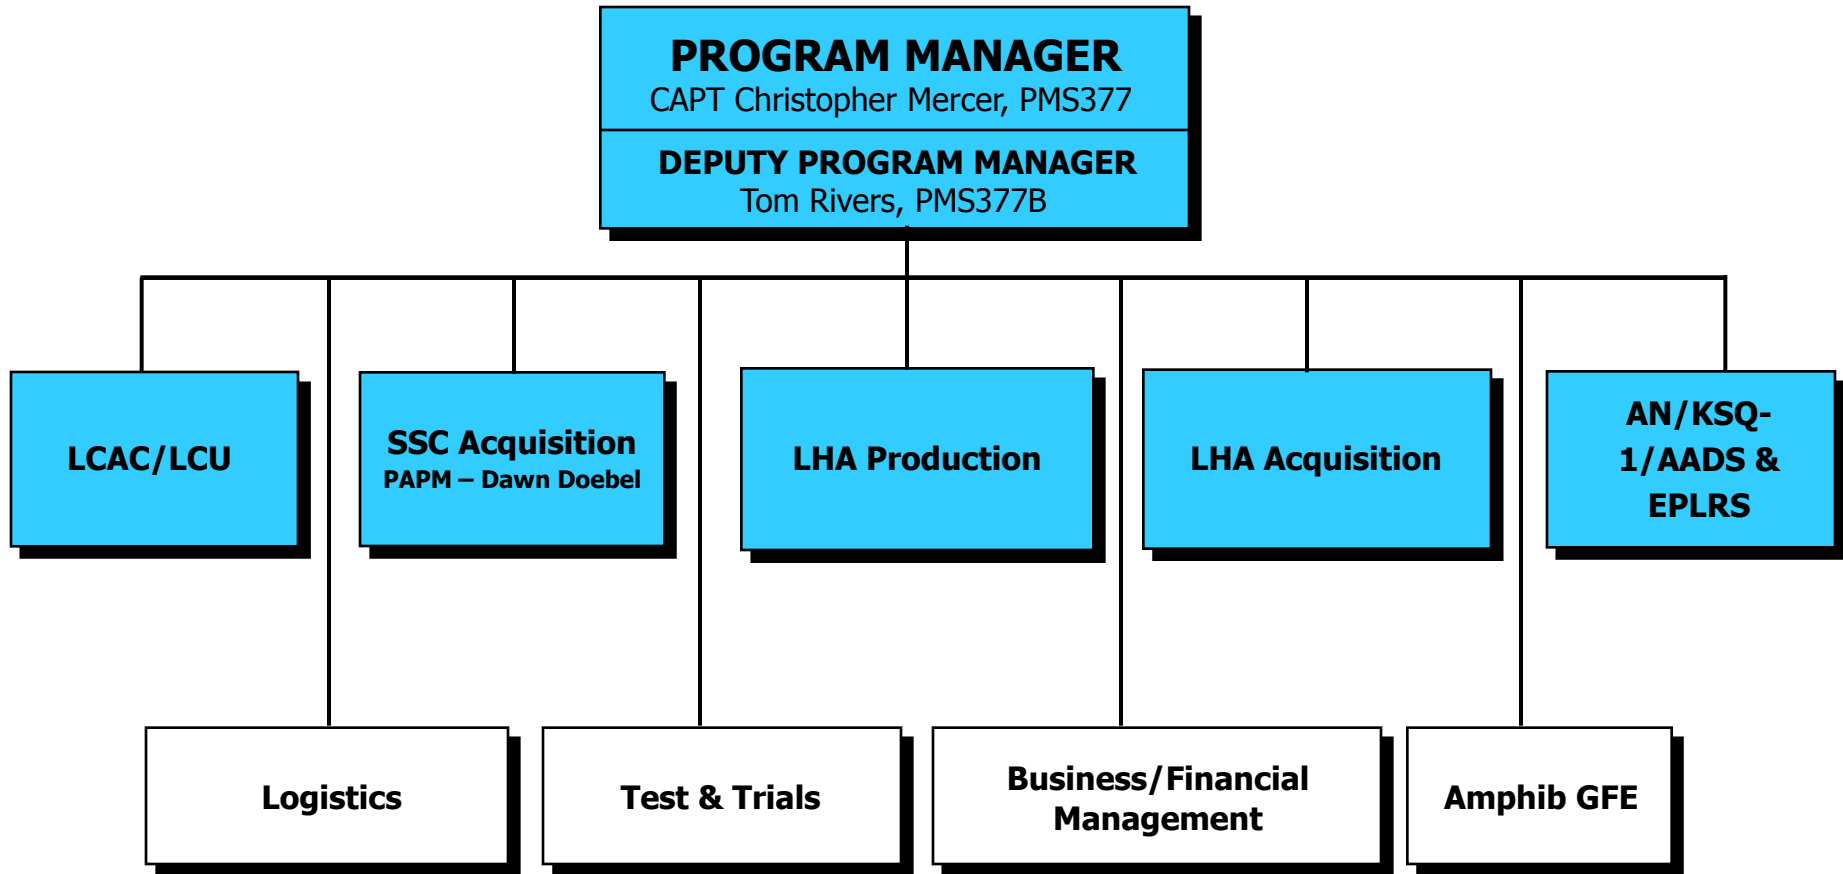 PROGRAM MANAGER
CAPT Christopher Mercer, PMS377
DEPUTY PROGRAM MANAGER
Tom Rivers, PMS377B
LCAC/LCU
SSC Acquisition
PAPM – Dawn Doebel
LHA Production
LHA Acquisition
AN/KSQ-
1/AADS &
EPLRS
Logistics
Test & Trials
Business/Financial
Management
Amphib GFE